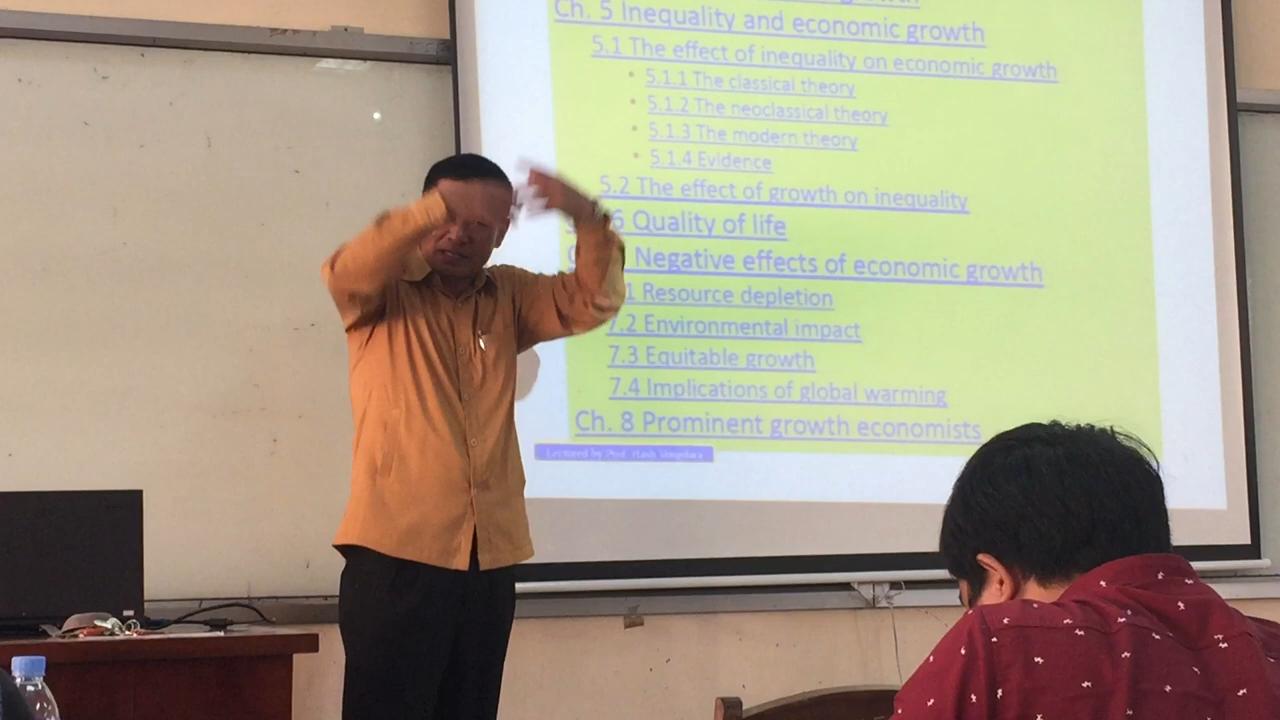 growth
Ch. 5 Inequality and economic growth
5.1 The effect of inequality on economic growth
• 5.1.1 The classical theory
• 5.1.2 The neoclassical theory
• 5.1.3 The modern theory
• 5.1.4 Evidence
5.2 The effect of growth on inequality
6 Quality of life
Negative effects of economic growth
1 Resource depletion
7.2 Environmental impact
7.3 Equitable growth
7.4 Implications of global warming
Ch. 8 Prominent growth economists
Lectured by Prof.